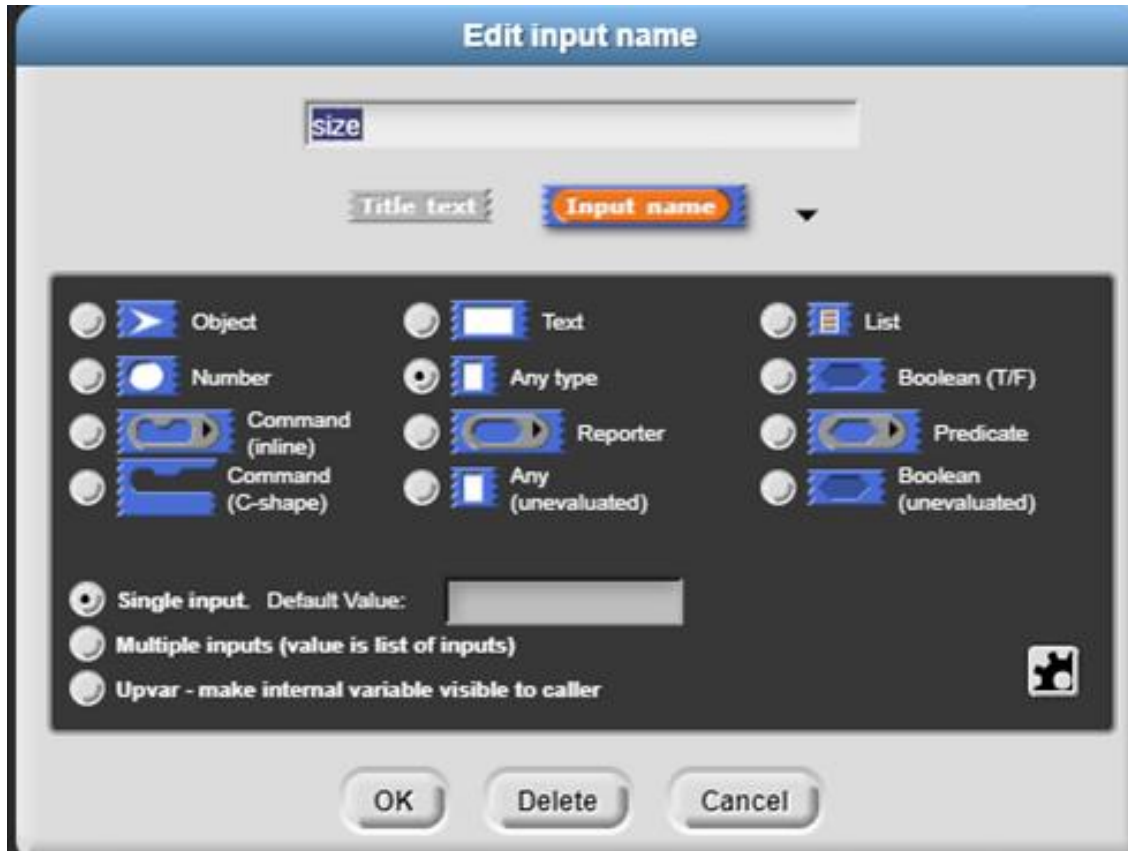 Edit input name
size
Title text Input name
Object Text List
Number Any type Boolean (T/F)
Command
(inline)
Reporter Predicate
Command
(C-shape)
Any
(unevaluated)
Boolean
(unevaluated)
Single input. Default Value:
Multiple inputs (value is list of inputs)
Upvar - make internal variable visible to caller
OK Delete Cancel